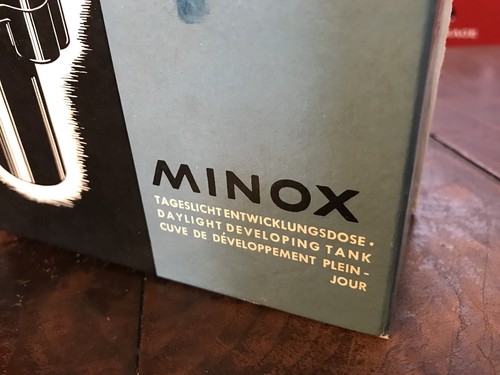 MINOX
TAGESLICHTENTWICKLUNGSDOSE •
DAYLIGHT DEVELOPING TANK
CUVE DE DÉVELOPPEMENT PLEIN-
JOUR